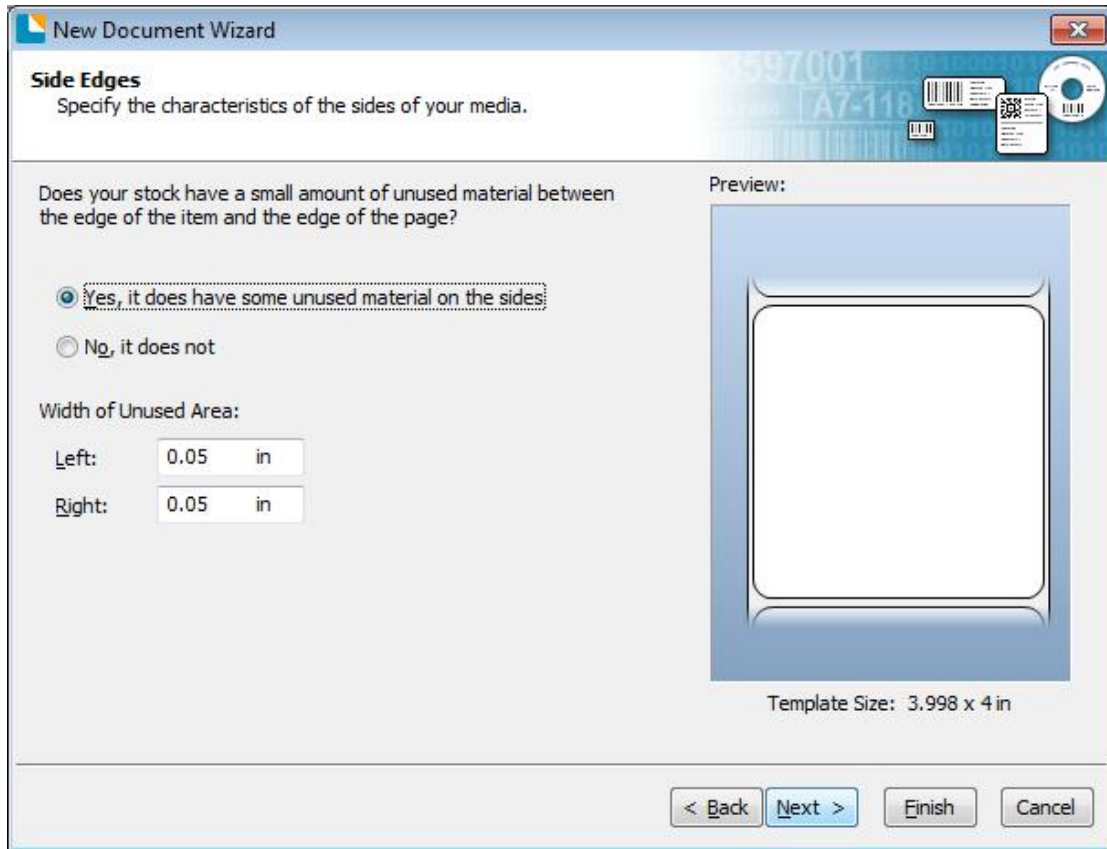 New Document Wizard
Side Edges
Specify the characteristics of the sides of your media.
3597001
A7-118
Does your stock have a small amount of unused material between
the edge of the item and the edge of the page?
Preview:
Yes, it does have some unused material on the sides
No, it does not
Width of Unused Area:
Left: 0.05 in
Right: 0.05 in
Template Size: 3.998 x 4 in
< Back Next > Finish Cancel